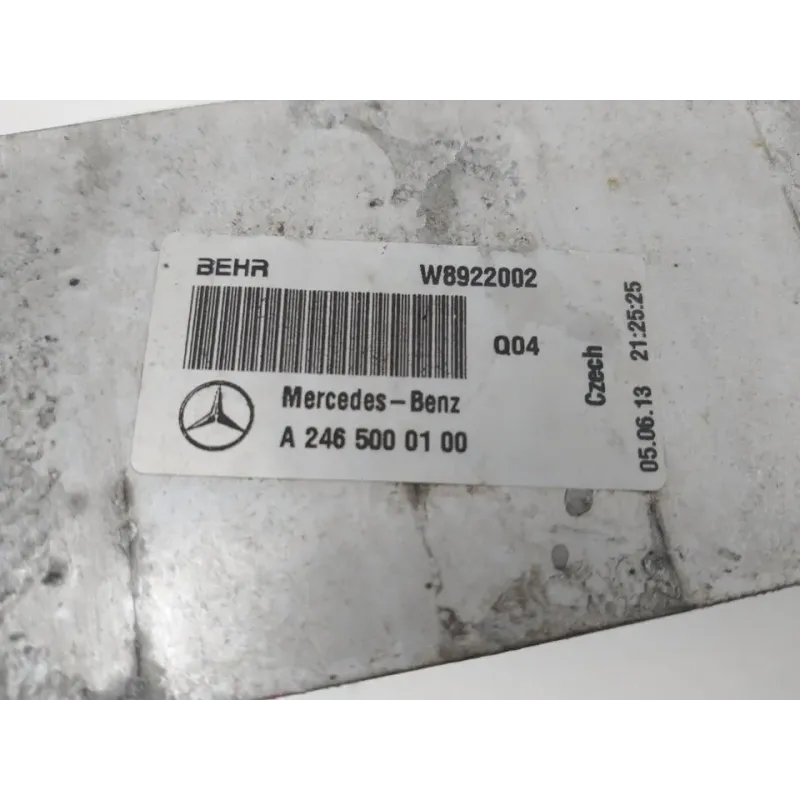 BEHR
W8922002
Q04
Mercedes-Benz
A 246 500 01 00
Czech
05.06.13 21:25:25